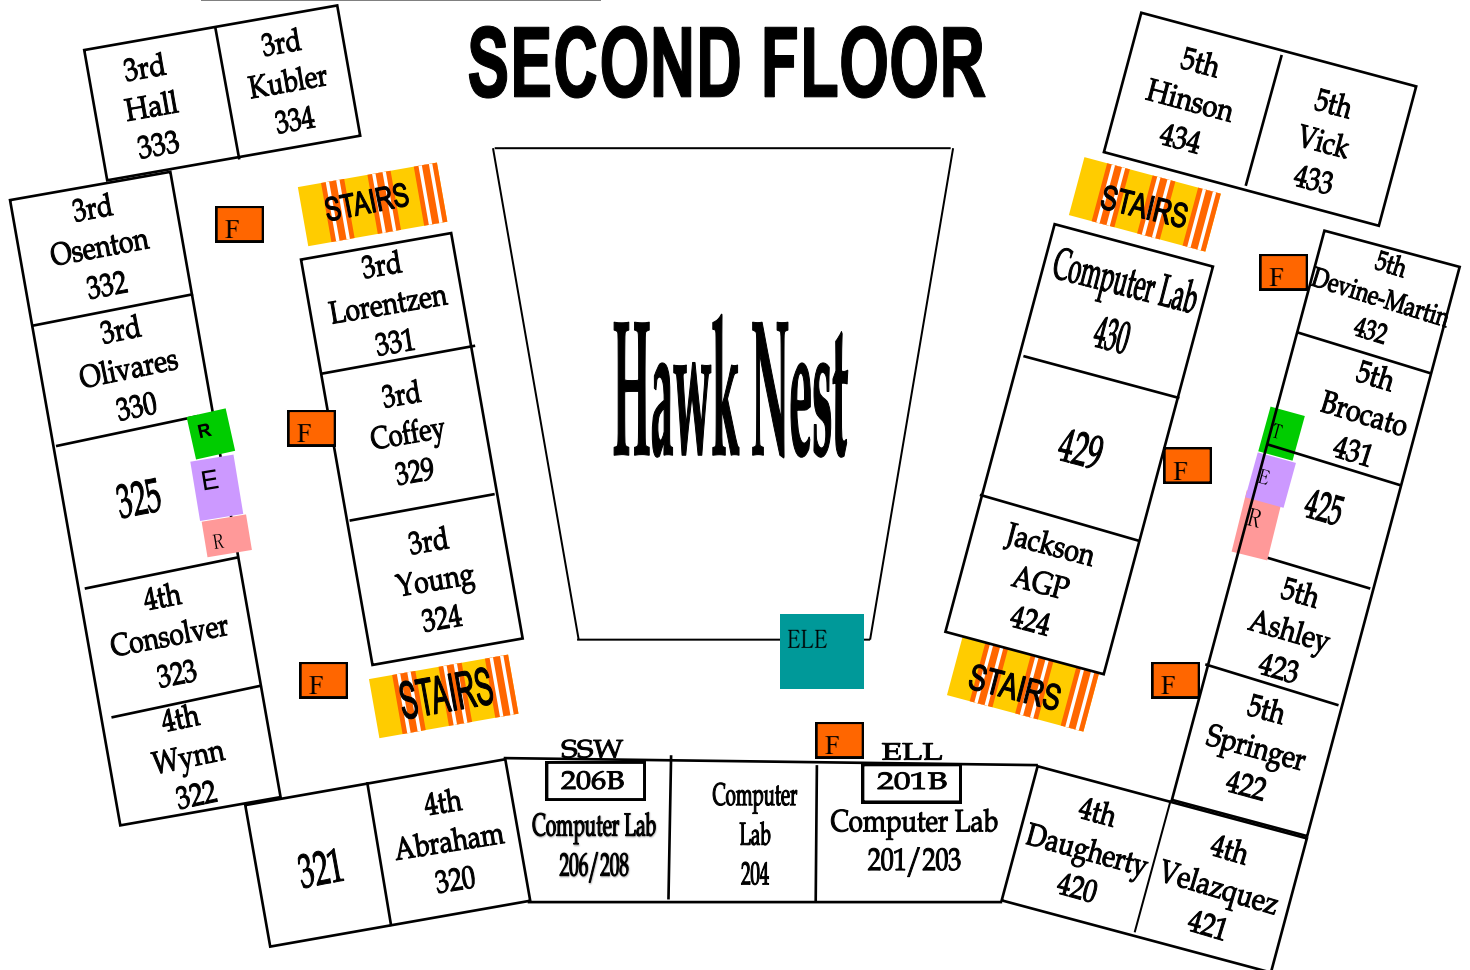 SECOND FLOOR
3rd
Hall
333
3rd
Kubler
334
5th
Hinson
434
5th
Vick
433
STAIRS
STAIRS
3rd
Osenton
332
F
3rd
Lorentzen
331
Computer Lab
430
F
5th
Devine-Martin
432
3rd
Olivares
330
R
F
3rd
Coffey
329
Hawk Nest
429
F
5th
Brocato
431
T
E
R
425
325
E
R
3rd
Young
324
Jackson
AGP
424
5th
Ashley
423
4th
Consolver
323
F
STAIRS
ELE
STAIRS
F
5th
Springer
422
4th
Wynn
322
321
4th
Abraham
320
SSW
206B
Computer Lab
206/208
Computer
Lab
204
F
ELL
201B
Computer Lab
201/203
4th
Daugherty
420
4th
Velazquez
421